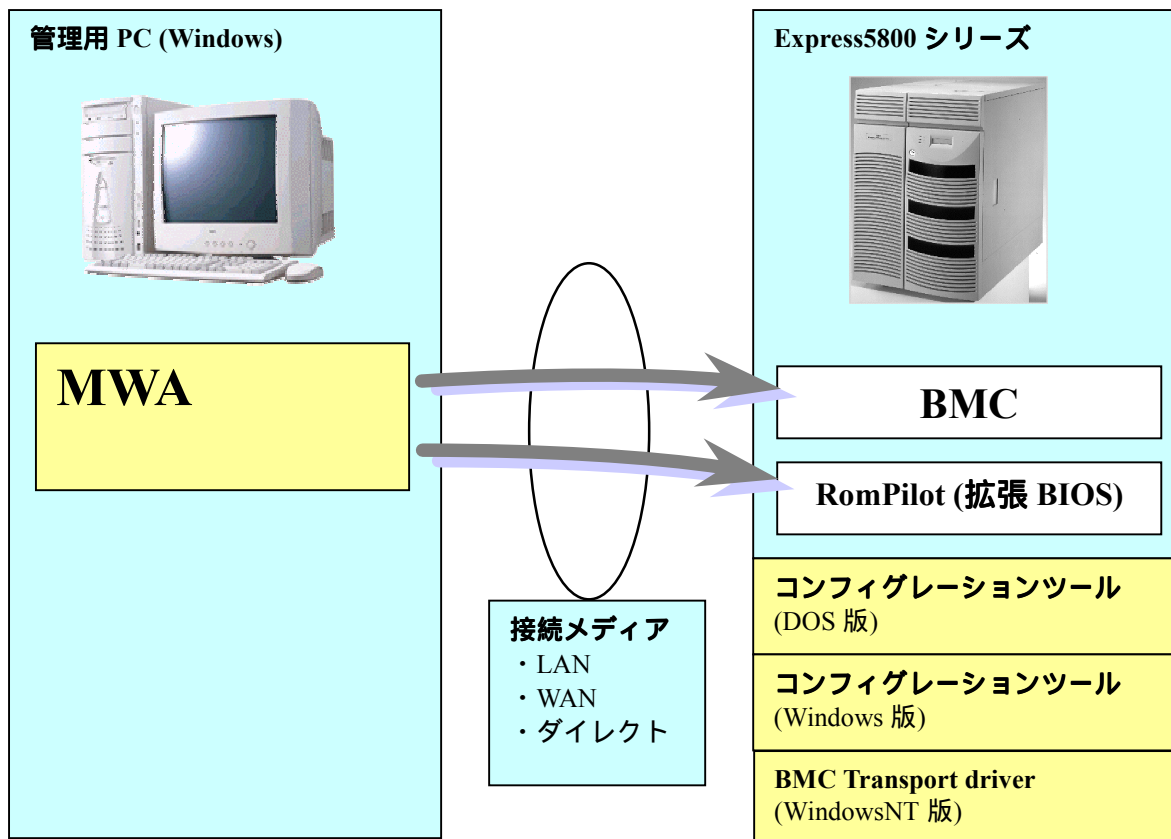 管理用 PC (Windows)
MWA
接続メディア
・LAN
・WAN
・ダイレクト
Express5800 シリーズ
BMC
RomPilot (拡張 BIOS)
コンフィグレーションツール
(DOS 版)
コンフィグレーションツール
(Windows 版)
BMC Transport driver
(WindowsNT 版)